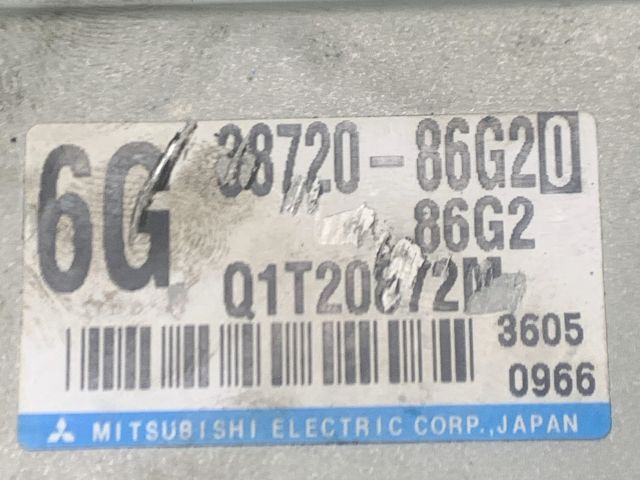 6G 38720-86G20
86G2
Q1T20872M
3605
0966
MITSUBISHI ELECTRIC CORP.,JAPAN